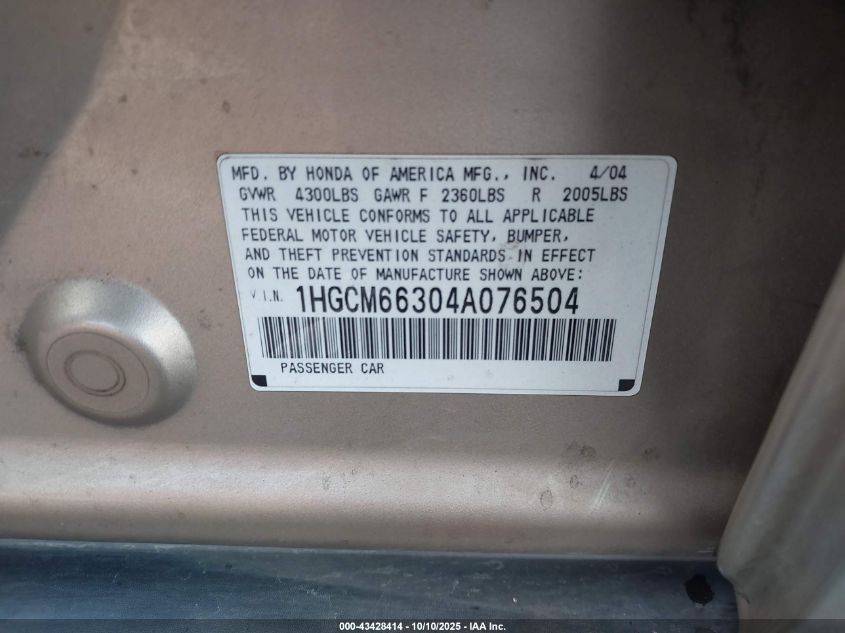 MFD. BY HONDA OF AMERICA MFG., INC. 4/04
GVWR 4300LBS GAWR F 2360LBS R 2005LBS
THIS VEHICLE CONFORMS TO ALL APPLICABLE
FEDERAL MOTOR VEHICLE SAFETY, BUMPER,
AND THEFT PREVENTION STANDARDS IN EFFECT
ON THE DATE OF MANUFACTURE SHOWN ABOVE:
V.I.N. 1HGCM66304A076504
PASSENGER CAR
000-43428414 - 10/10/2025 - IAA Inc.